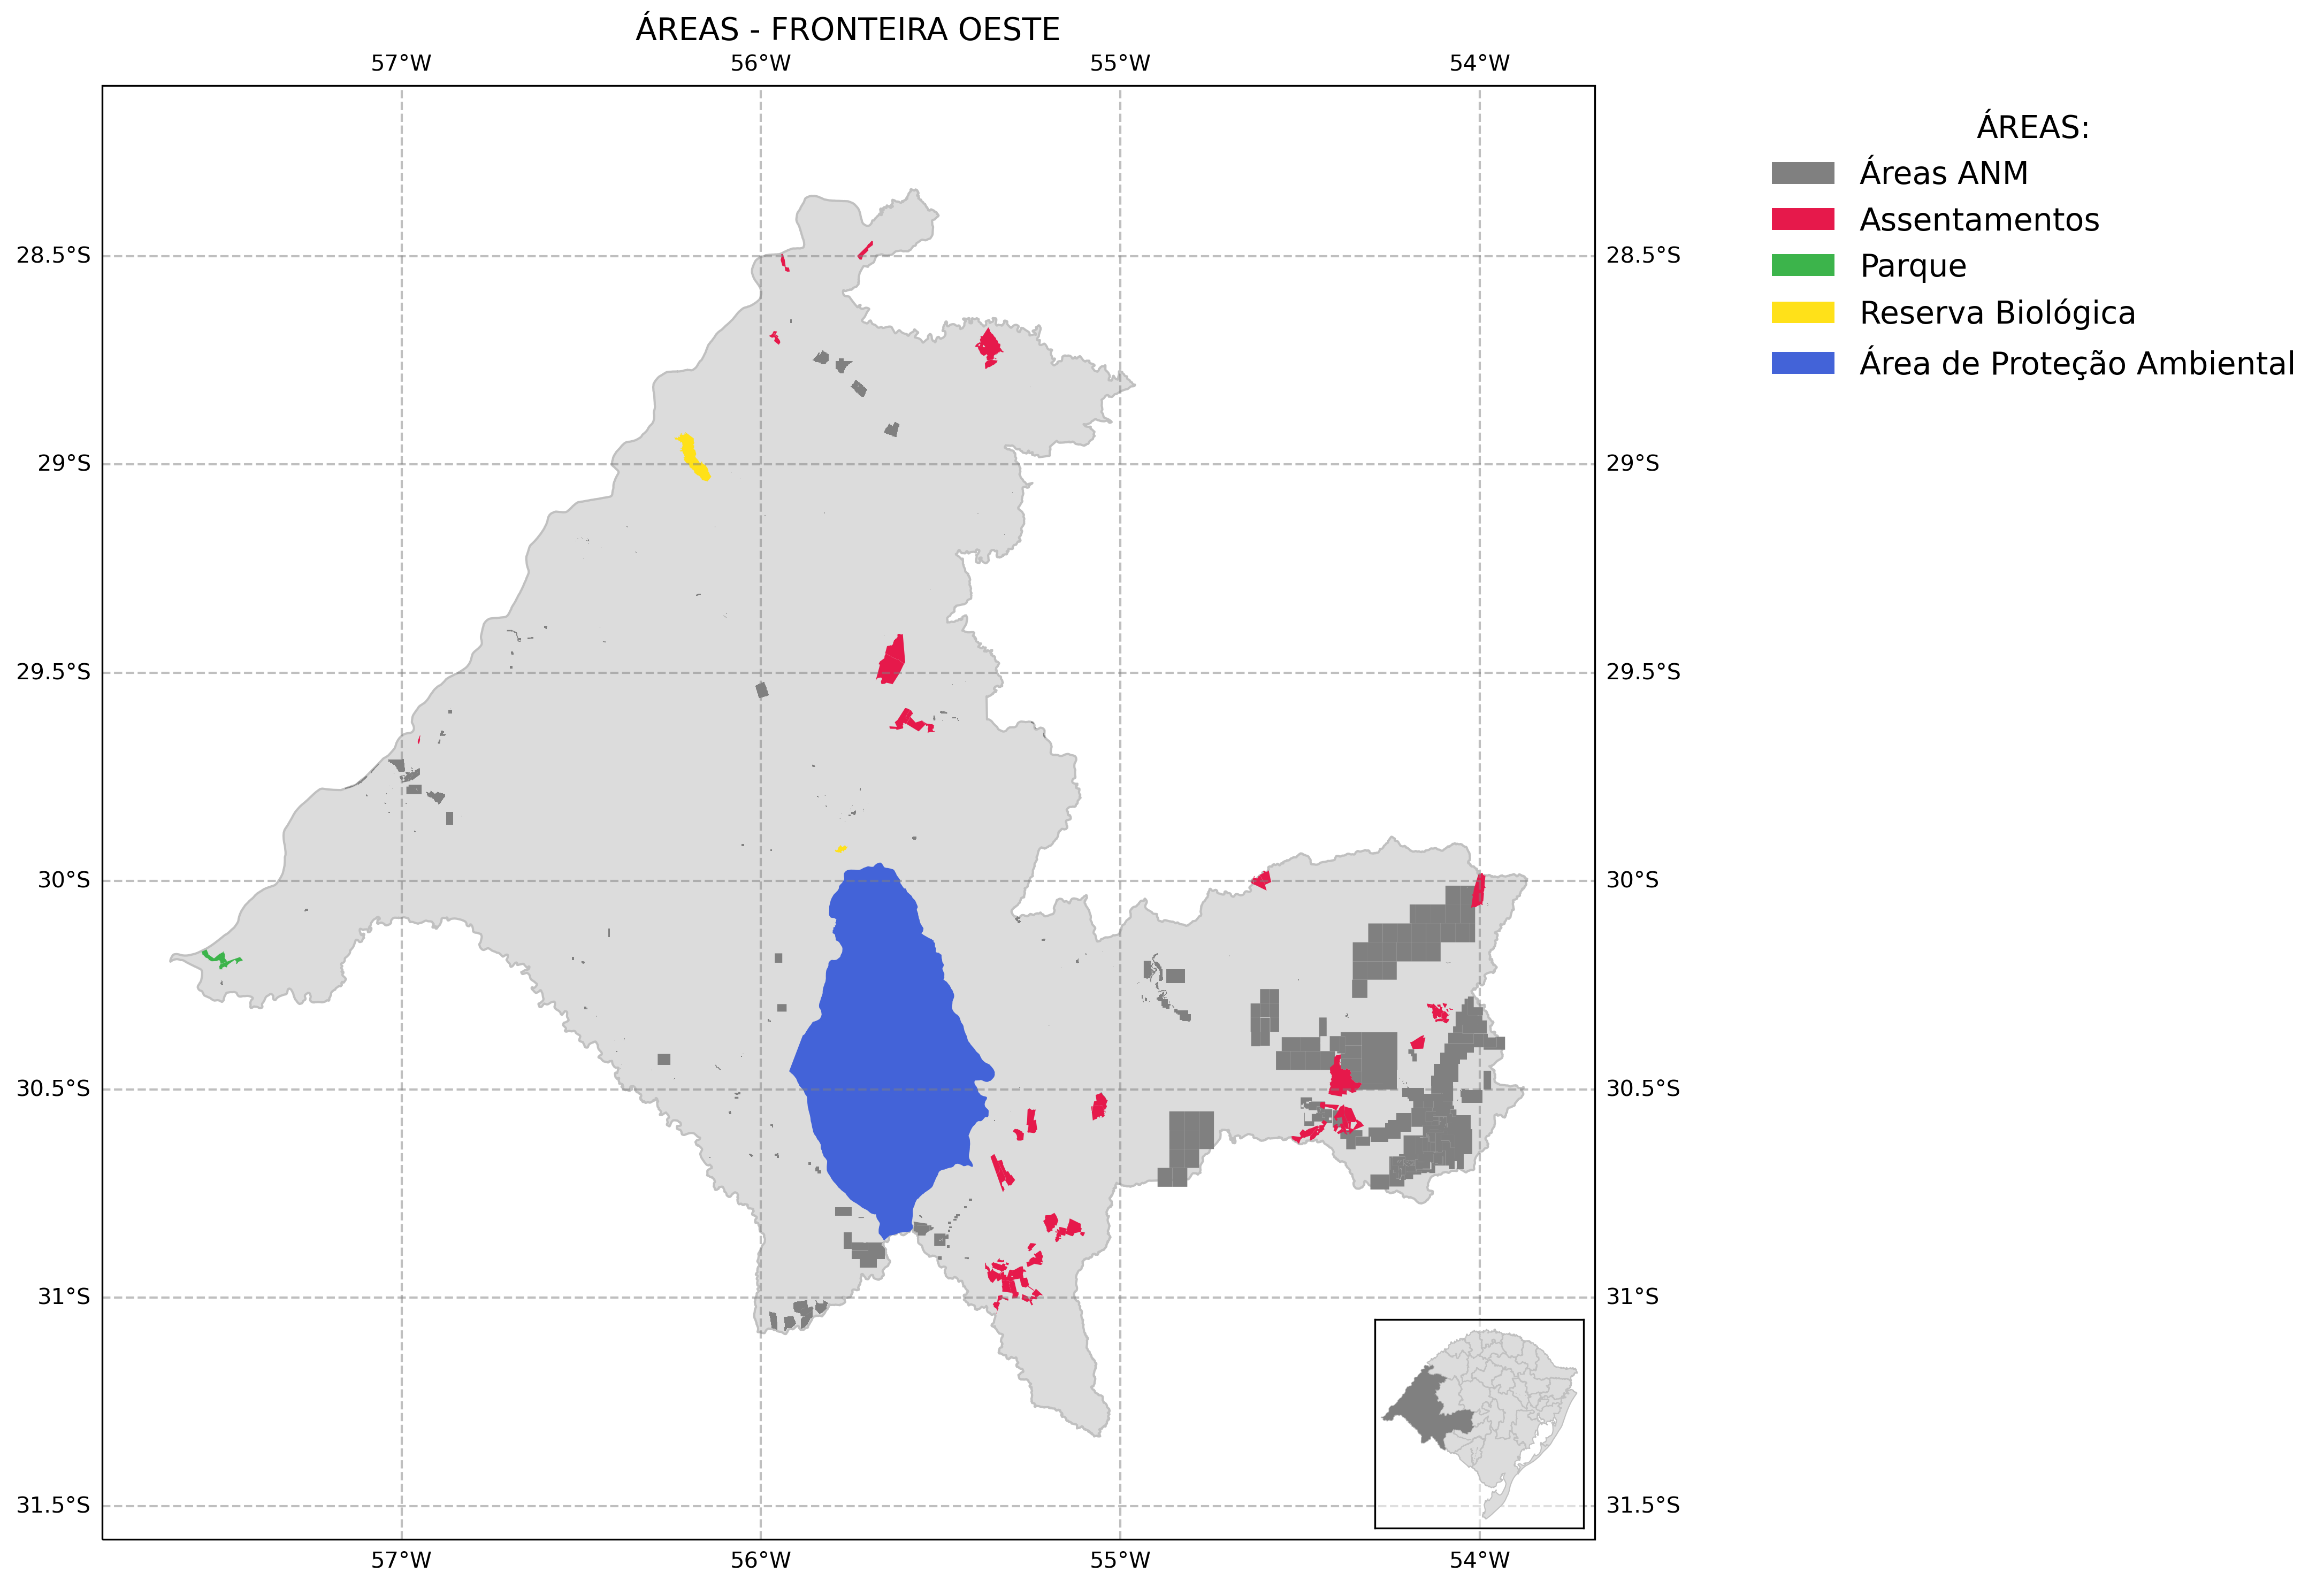 ÁREAS - FRONTEIRA OESTE
57°W 56°W 55°W 54°W
ÁREAS:
Áreas ANM
Assentamentos
Parque
Reserva Biológica
Área de Proteção Ambiental
28.5°S 28.5°S
29°S 29°S
29.5°S 29.5°S
30°S 30°S
30.5°S 30.5°S
31°S 31°S
31.5°S 31.5°S
57°W 56°W 55°W 54°W